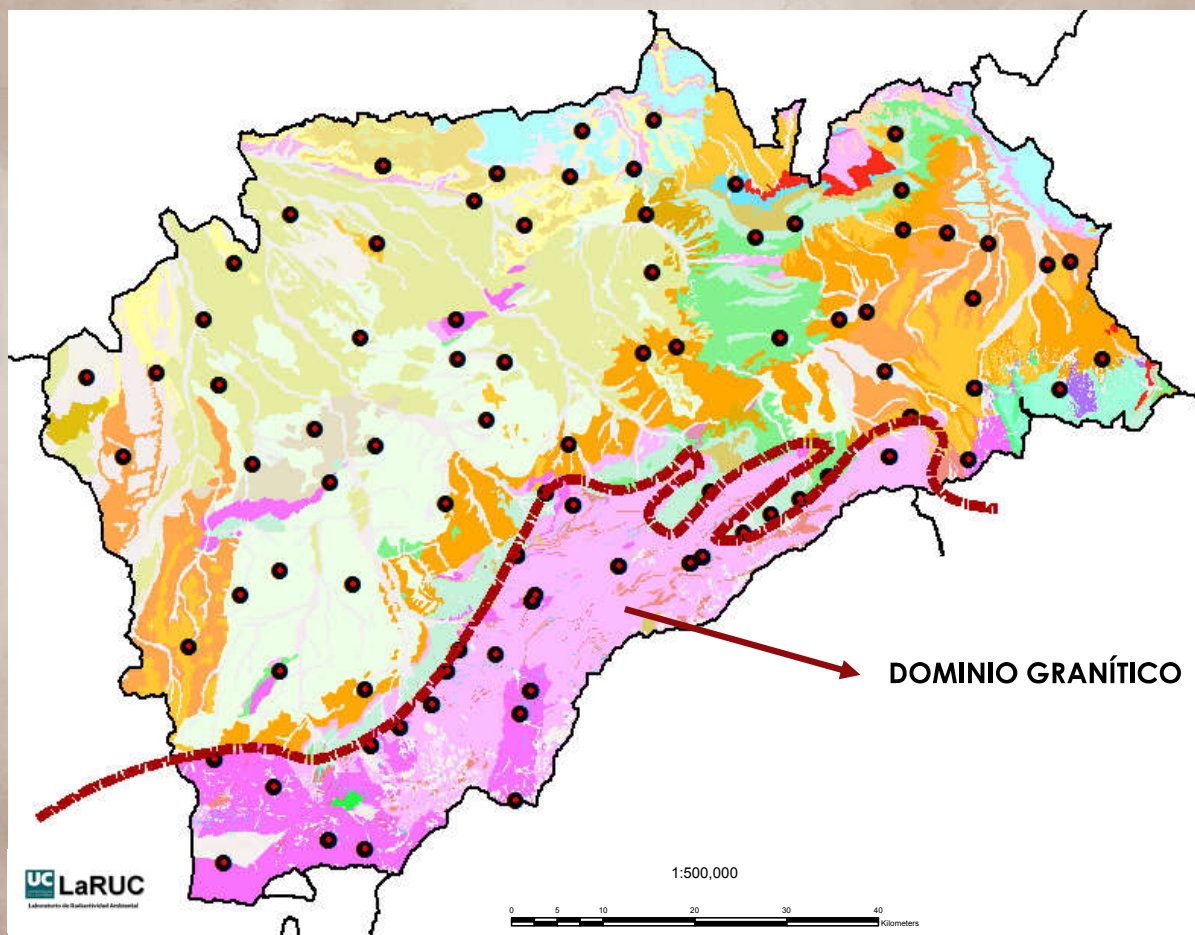 DOMINIO GRANÍTICO
1:500,000
UC LaRUC
Laboratorio de Radiactividad Ambiental
0 5 10 20 30 40
Kilometers